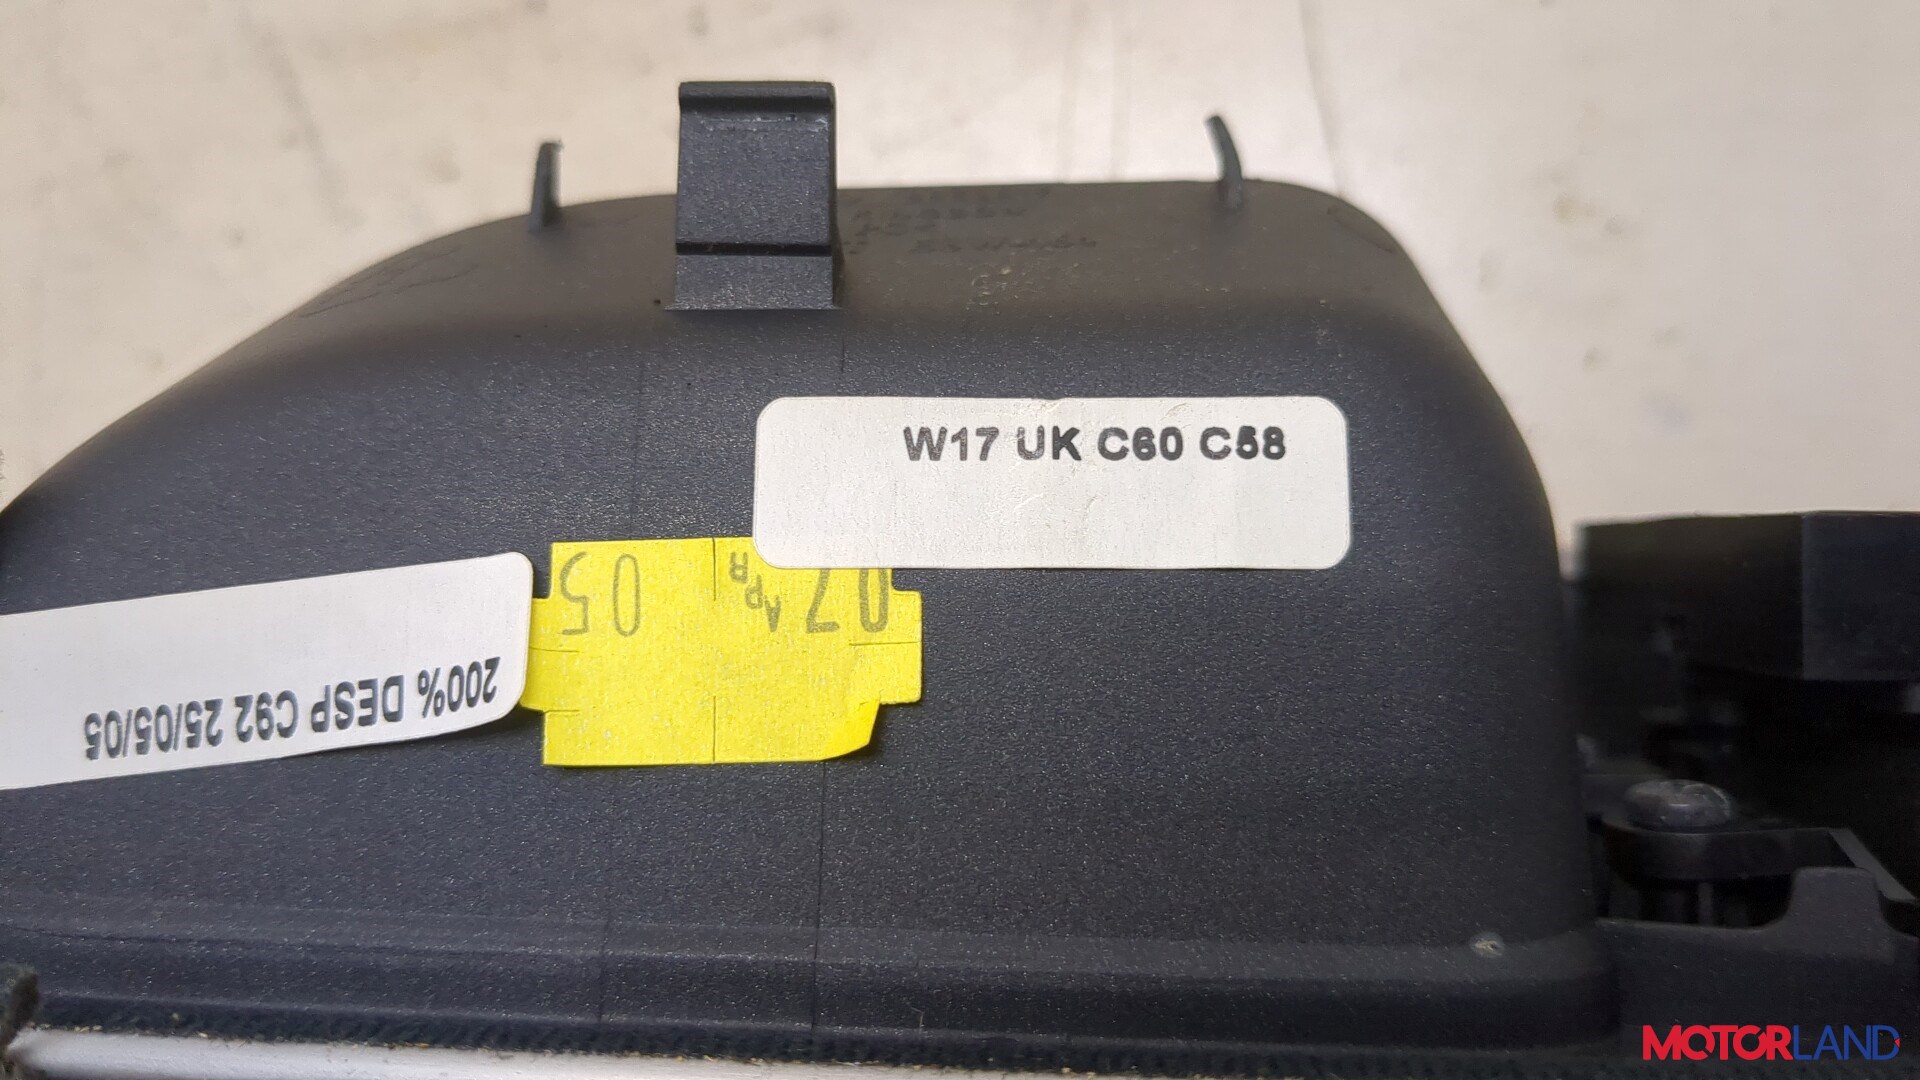 W17 UK C60 C58
07 APR 05
200% DESP C92 25/05/05
MOTORLAND